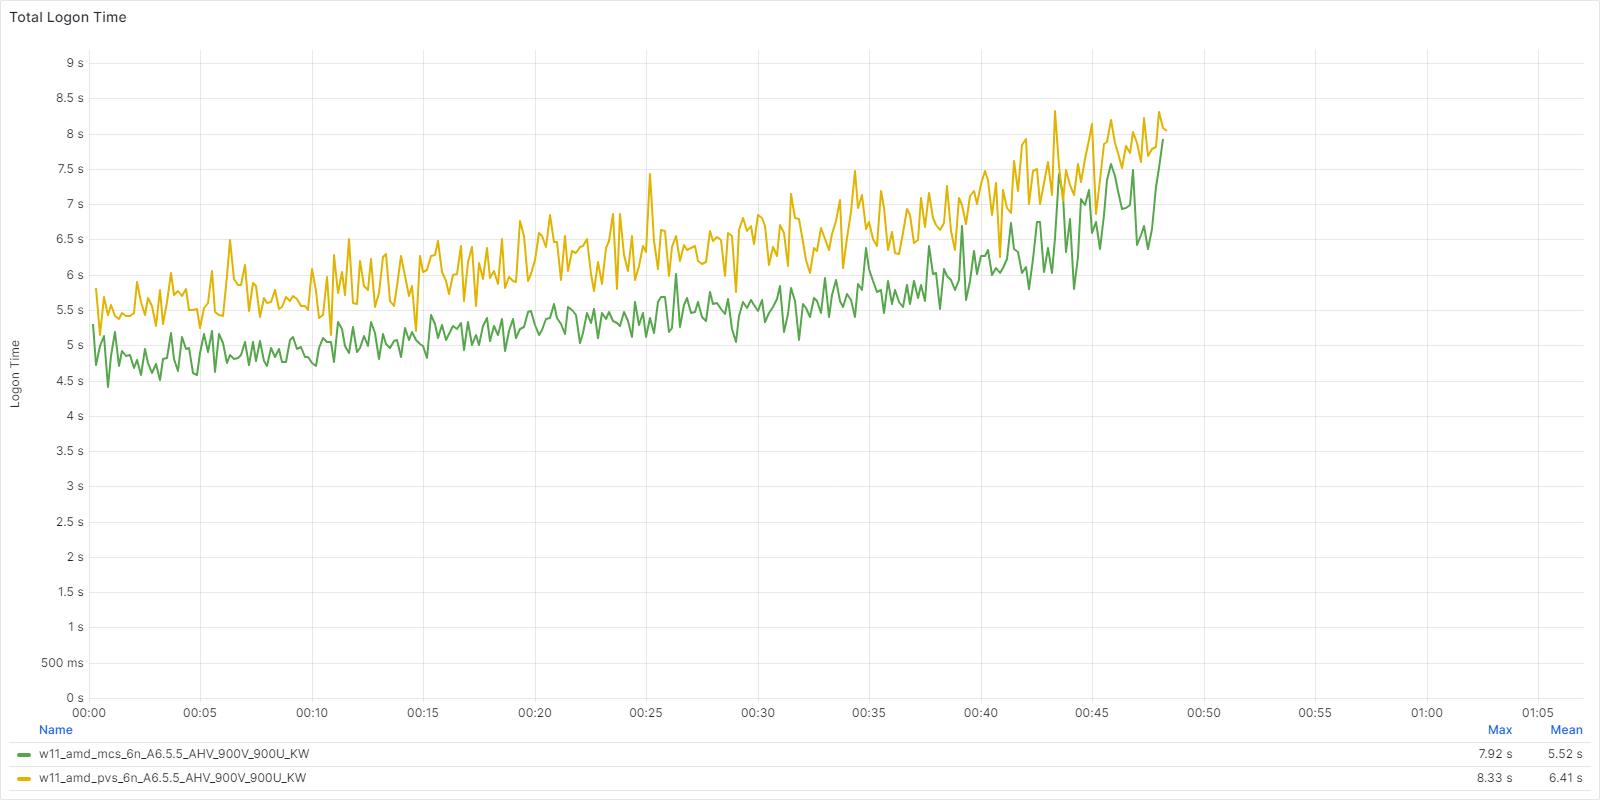 Total Logon Time
9 s
8.5 s
8 s
7.5 s
7 s
6.5 s
6 s
5.5 s
5 s
4.5 s
4 s
3.5 s
3 s
2.5 s
2 s
1.5 s
1 s
500 ms
0 s
Logon Time
00:00 00:05 00:10 00:15 00:20 00:25 00:30 00:35 00:40 00:45 00:50 00:55 01:00 01:05
Name Max Mean
w11_amd_mcs_6n_A6.5.5_AHV_900V_900U_KW 7.92 s 5.52 s
w11_amd_pvs_6n_A6.5.5_AHV_900V_900U_KW 8.33 s 6.41 s